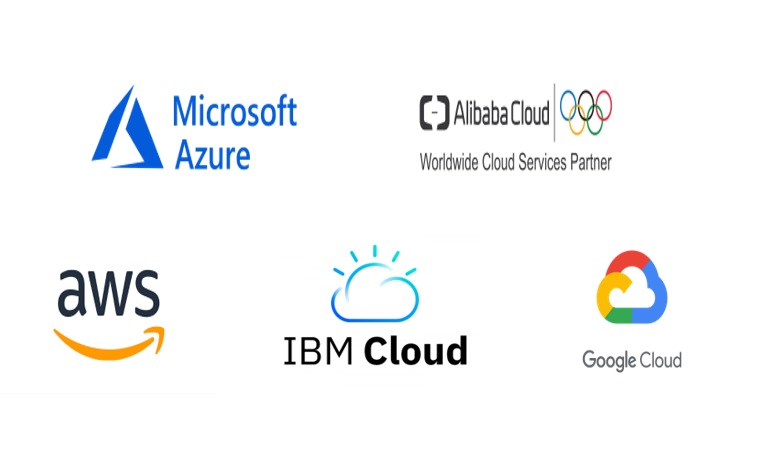 Microsoft
Azure
Alibaba Cloud
Worldwide Cloud Services Partner
aws
IBM Cloud
Google Cloud